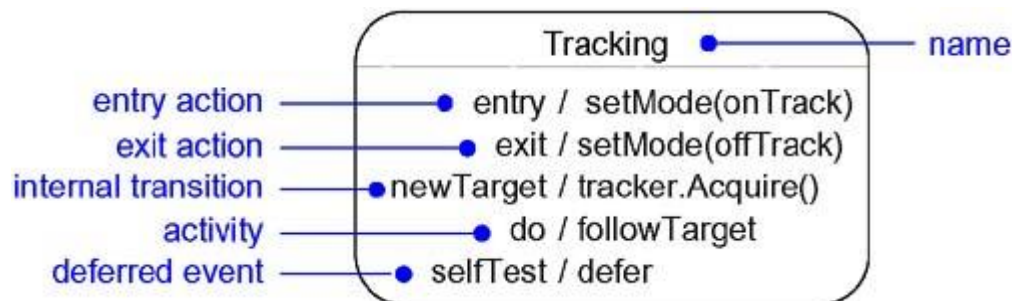 Tracking name
entry action entry / setMode(onTrack)
exit action exit / setMode(offTrack)
internal transition newTarget / tracker.Acquire()
activity do / followTarget
deferred event selfTest / defer